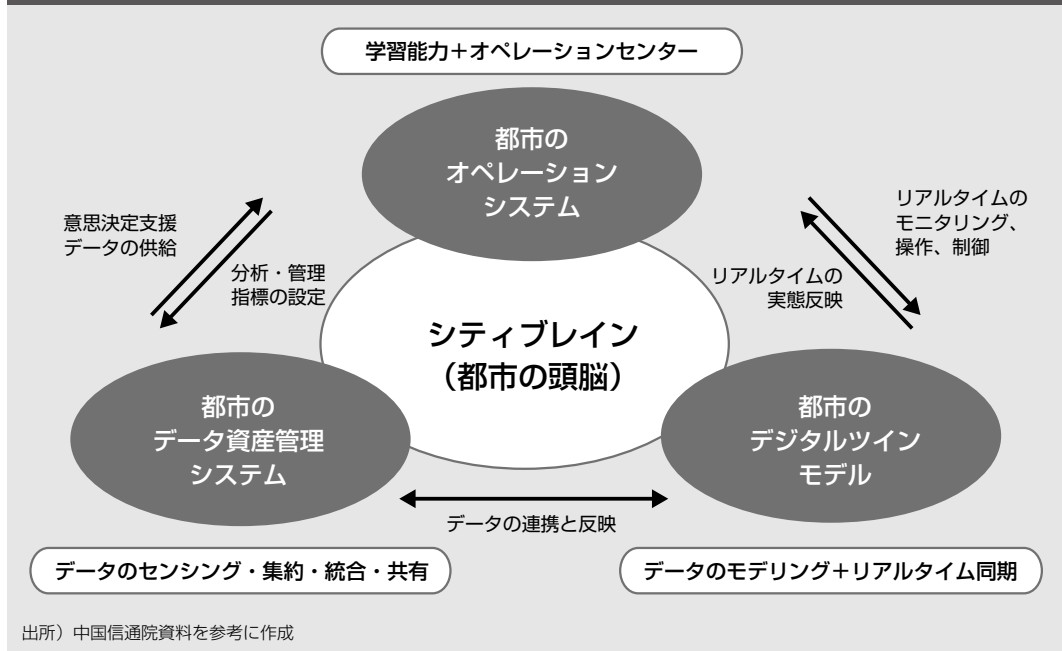 学習能力＋オペレーションセンター
都市の
オペレーション
システム
意思決定支援
データの供給
分析・管理
指標の設定
リアルタイムの
モニタリング、
操作、制御
リアルタイムの
実態反映
シティブレイン
（都市の頭脳）
都市の
データ資産管理
システム
都市の
デジタルツイン
モデル
データの連携と反映
データのセンシング・集約・統合・共有
データのモデリング＋リアルタイム同期
出所）中国信通院資料を参考に作成